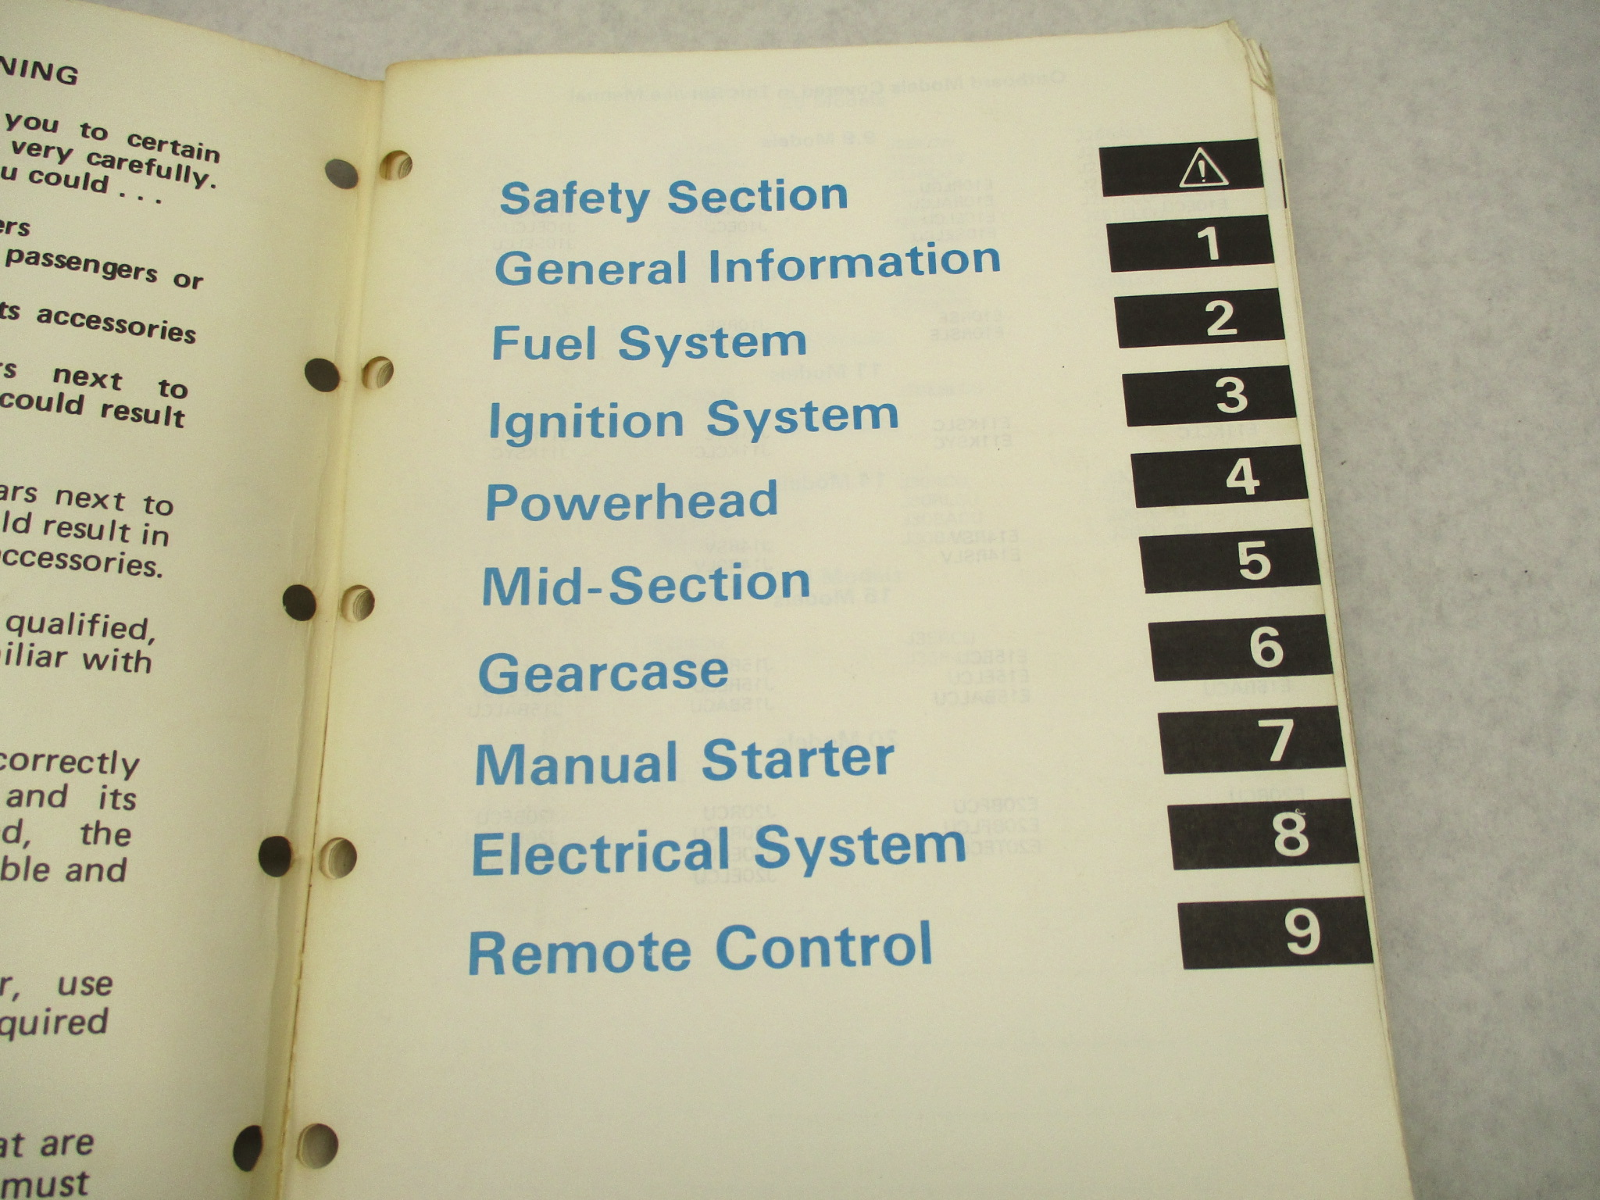 NING
you to certain
very carefully.
u could . . .
ers
passengers or
ts accessories
rs next to
could result
ars next to
ld result in
ccessories.
qualified,
iliar with
correctly
and its
d, the
ble and
r, use
quired
at are
must
Safety Section
General Information 1
Fuel System 2
Ignition System 3
Powerhead 4
Mid-Section 5
Gearcase 6
Manual Starter 7
Electrical System 8
Remote Control 9